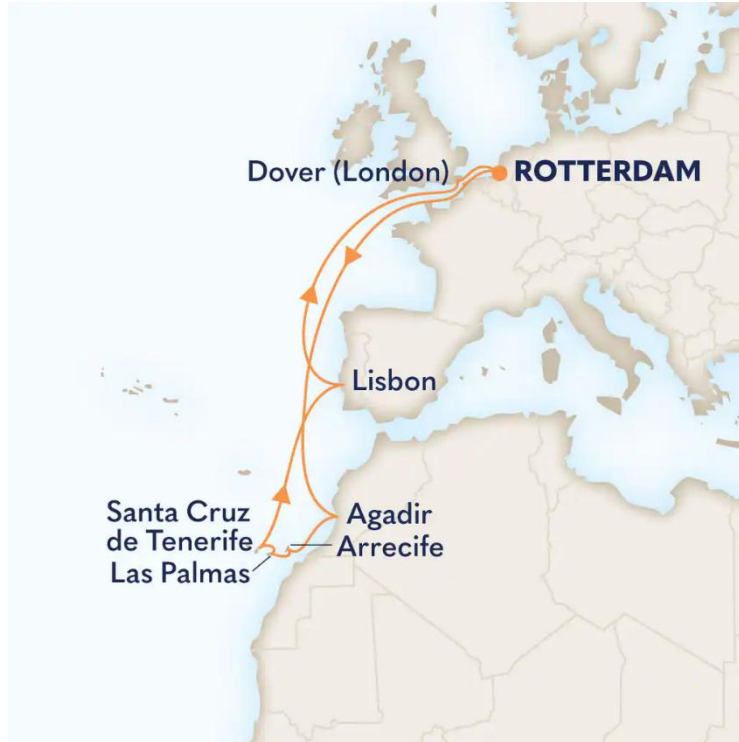 Dover (London)
ROTTERDAM
Lisbon
Santa Cruz
de Tenerife
Las Palmas
Agadir
Arrecife